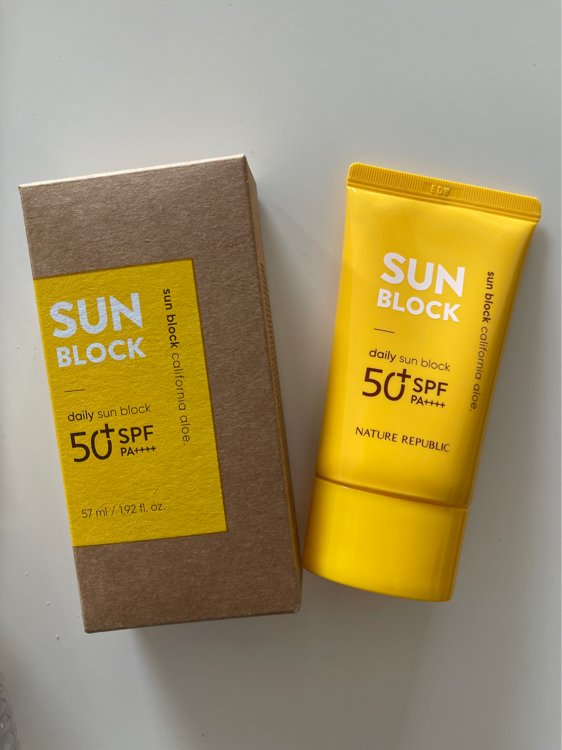 SUN
BLOCK
sun block california aloe.
daily sun block
50+ SPF
PA++++
57 ml / 1.92 fl. oz.
SUN
BLOCK
sun block california aloe.
daily sun block
50+ SPF
PA++++
NATURE REPUBLIC